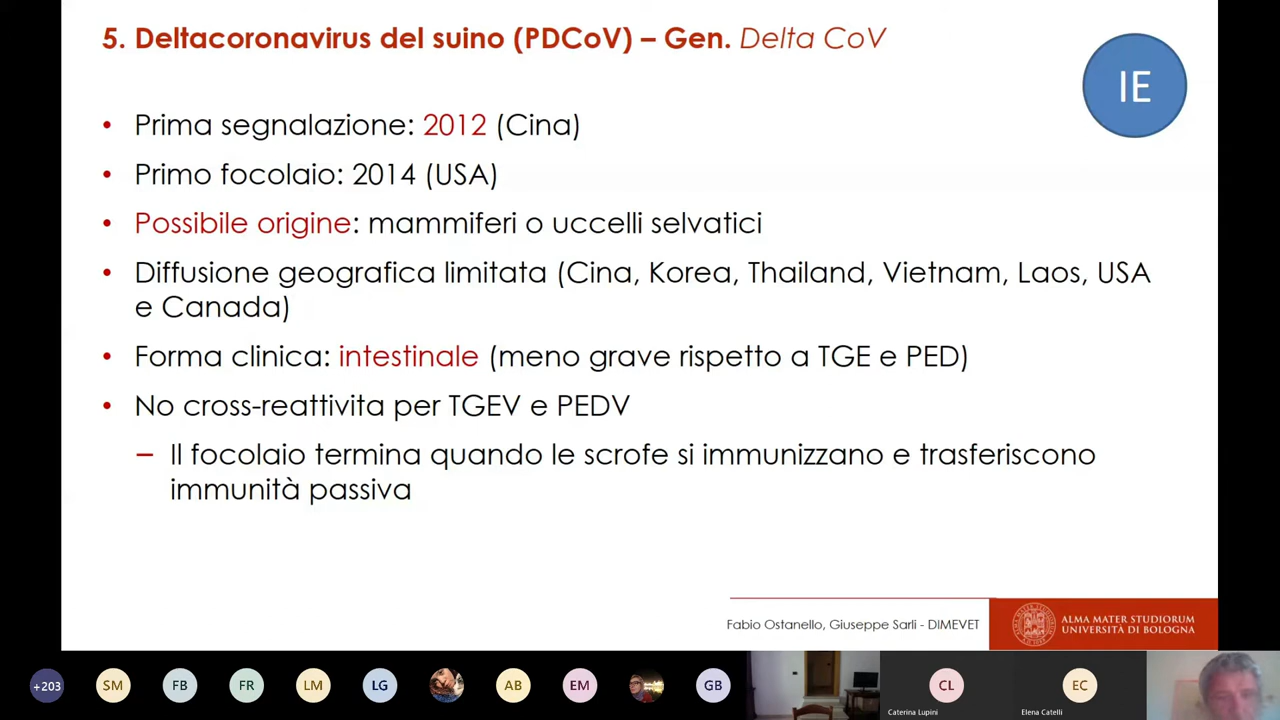 5. Deltacoronavirus del suino (PDCoV) – Gen. Delta CoV
IE
• Prima segnalazione: 2012 (Cina)
• Primo focolaio: 2014 (USA)
• Possibile origine: mammiferi o uccelli selvatici
• Diffusione geografica limitata (Cina, Korea, Thailand, Vietnam, Laos, USA
e Canada)
• Forma clinica: intestinale (meno grave rispetto a TGE e PED)
• No cross-reattivita per TGEV e PEDV
– Il focolaio termina quando le scrofe si immunizzano e trasferiscono
immunità passiva
Fabio Ostanello, Giuseppe Sarli - DIMEVET
ALMA MATER STUDIORUM
UNIVERSITÀ DI BOLOGNA
+203
SM
FB
FR
LM
LG
AB
EM
GB
CL
Caterina Lupini
EC
Elena Catelli